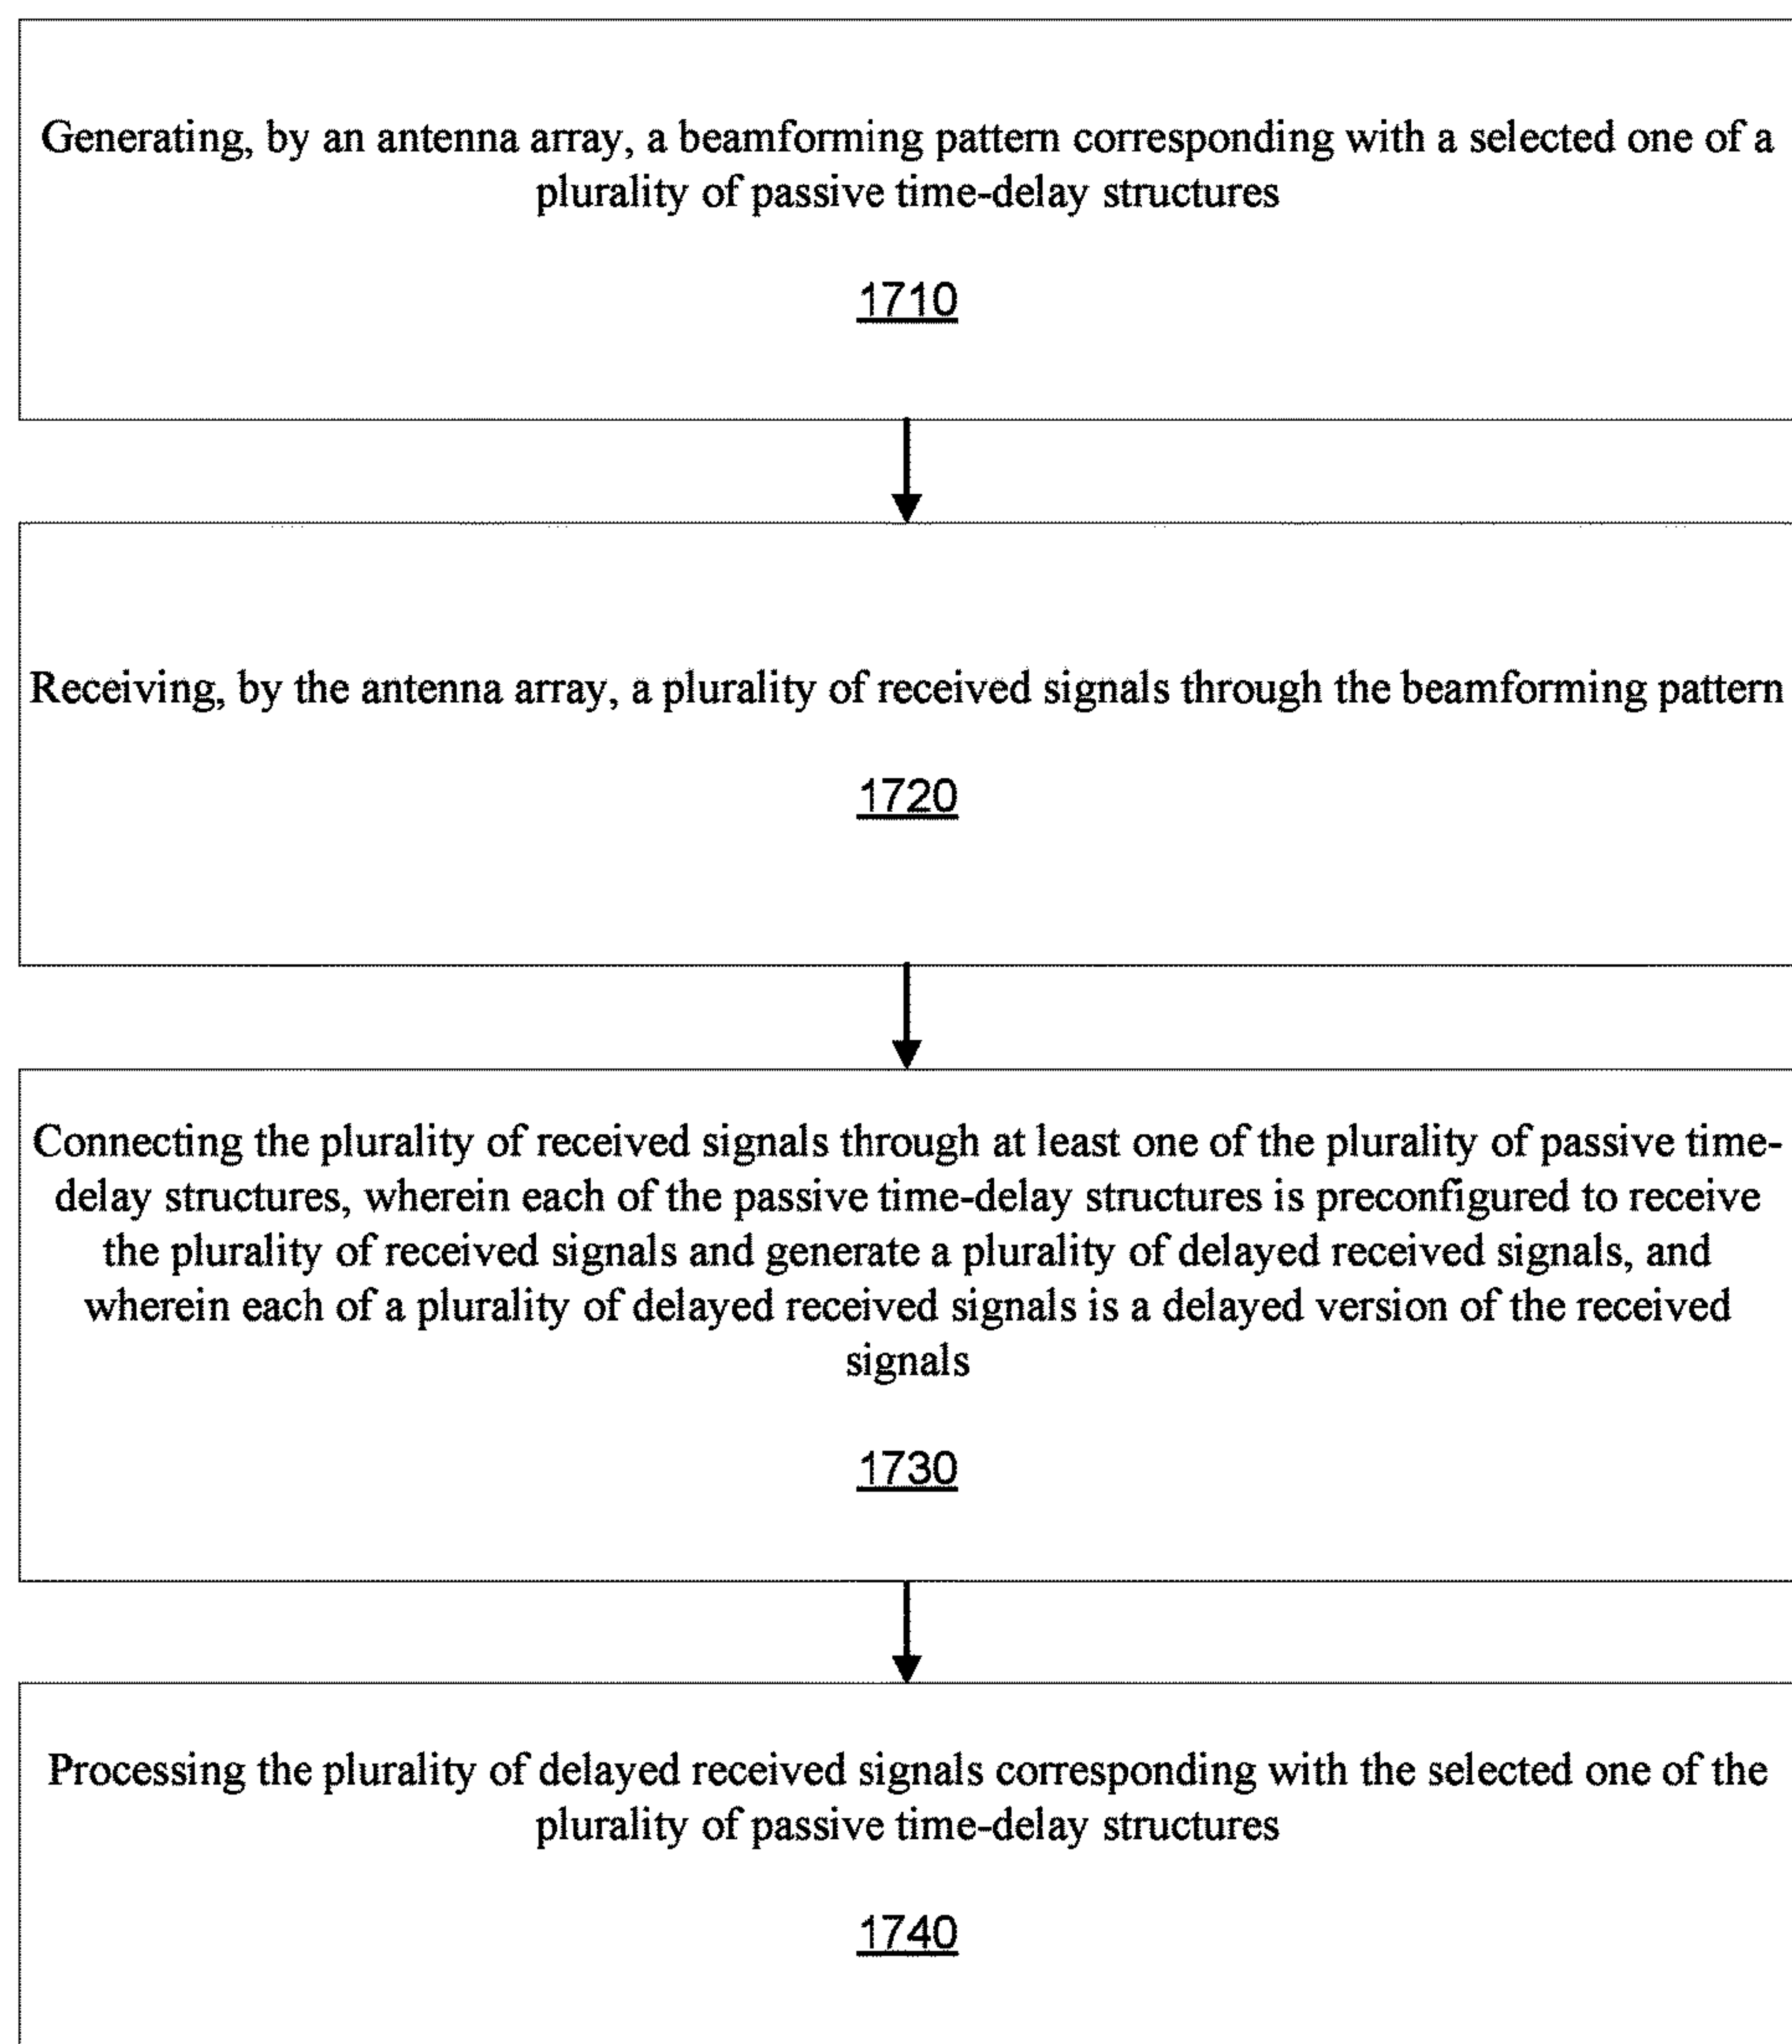 Generating, by an antenna array, a beamforming pattern corresponding with a selected one of a
plurality of passive time-delay structures
1710
Receiving, by the antenna array, a plurality of received signals through the beamforming pattern
1720
Connecting the plurality of received signals through at least one of the plurality of passive time-
delay structures, wherein each of the passive time-delay structures is preconfigured to receive
the plurality of received signals and generate a plurality of delayed received signals, and
wherein each of a plurality of delayed received signals is a delayed version of the received
signals
1730
Processing the plurality of delayed received signals corresponding with the selected one of the
plurality of passive time-delay structures
1740